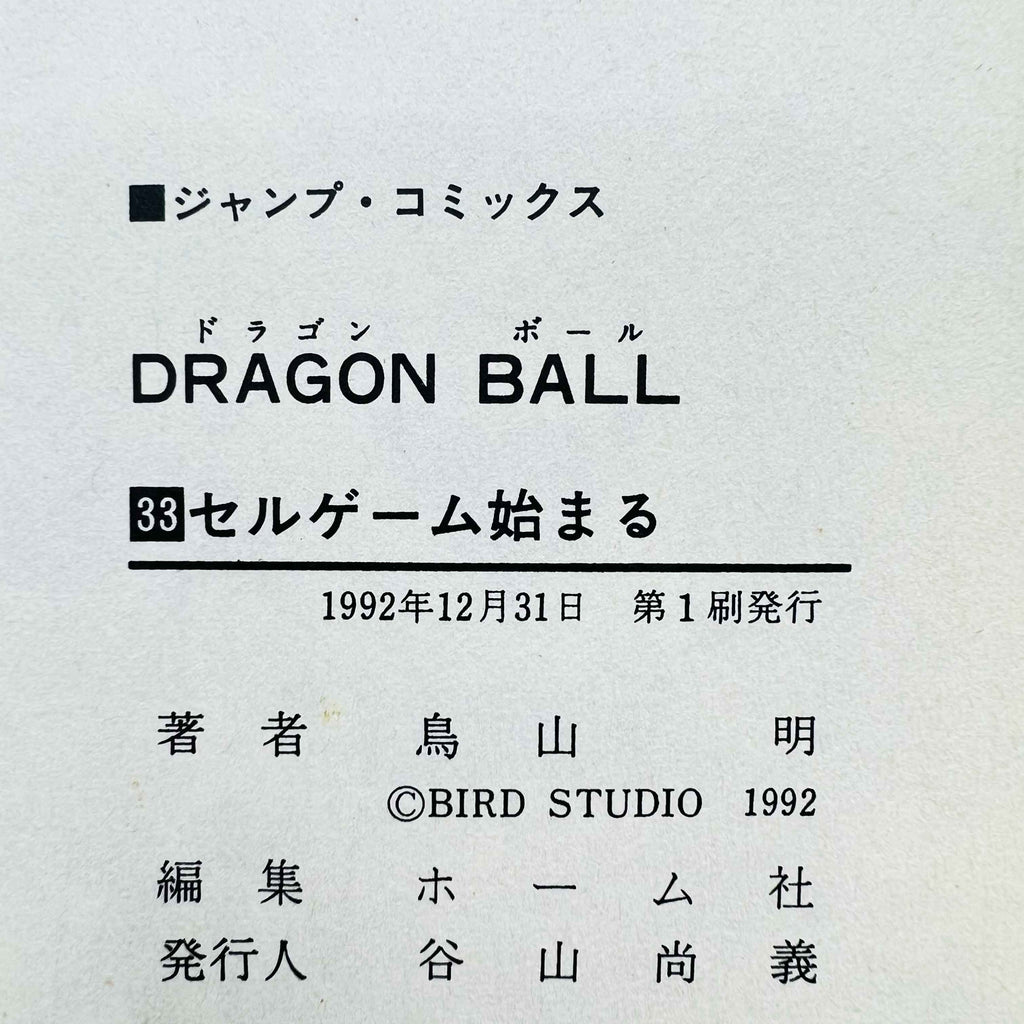 ■ジャンプ・コミックス
ドラゴン ボール
DRAGON BALL
33セルゲーム始まる
1992年12月31日 第1刷発行
著者 鳥山 明
©BIRD STUDIO 1992
編集 ホーム社
発行人 谷山尚義